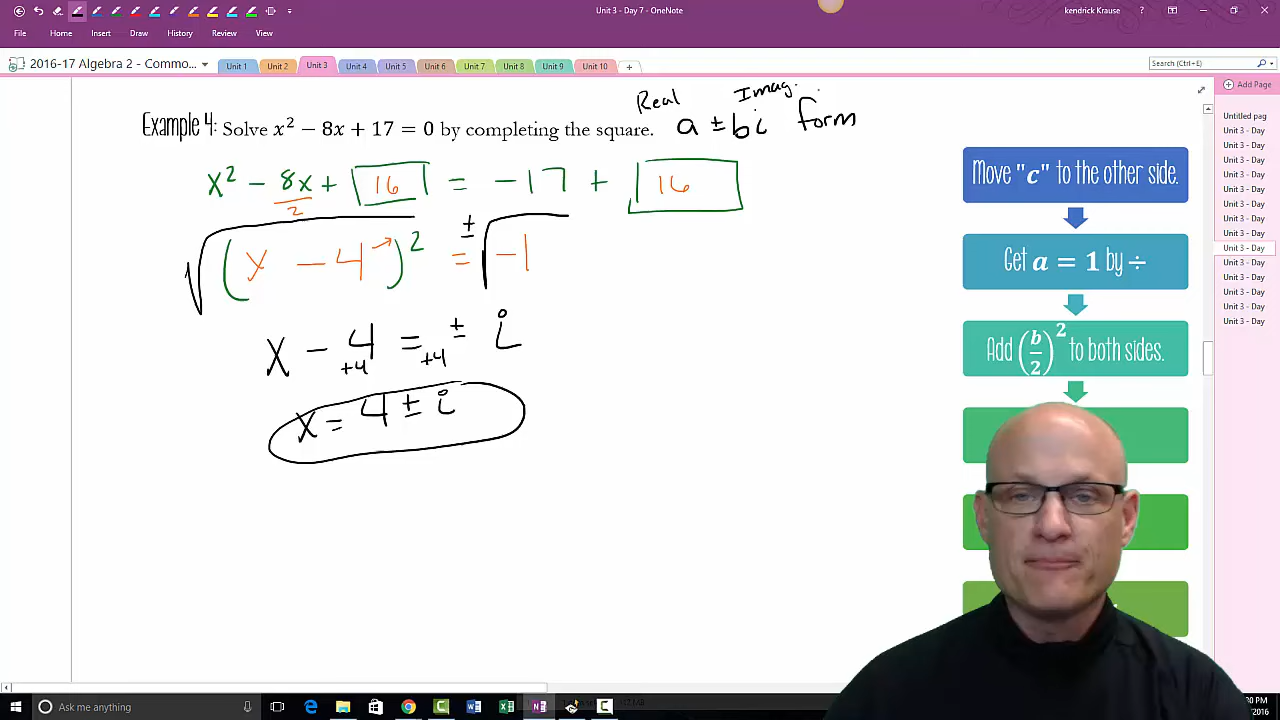 Unit 3 - Day 7 - OneNote
kendrick Krause
File Home Insert Draw History Review View
2016-17 Algebra 2 - Commo...
Unit 1 Unit 2 Unit 3 Unit 4 Unit 5 Unit 6 Unit 7 Unit 8 Unit 9 Unit 10
Search (Ctrl+E)
Add Page
Untitled pag
Unit 3 - Day
Unit 3 - Day
Unit 3 - Day
Unit 3 - Day
Unit 3 - Day
Unit 3 - Day
Unit 3 - Day
Unit 3 - Day
Unit 3 - Day
Unit 3 - Day
Unit 3 - Day
Unit 3 - Day
Unit 3 - Day
Unit 3 - Day
Real Imag.
Example 4: Solve x² − 8x + 17 = 0 by completing the square. a ± bi form
x² − 8x/2 + 16 = −17 + 16
√(x − 4)² = ±√−1
x − 4 = ± i
+4 +4
x = 4 ± i
Move "c" to the other side.
Get a = 1 by ÷
Add (b/2)² to both sides.
Ask me anything